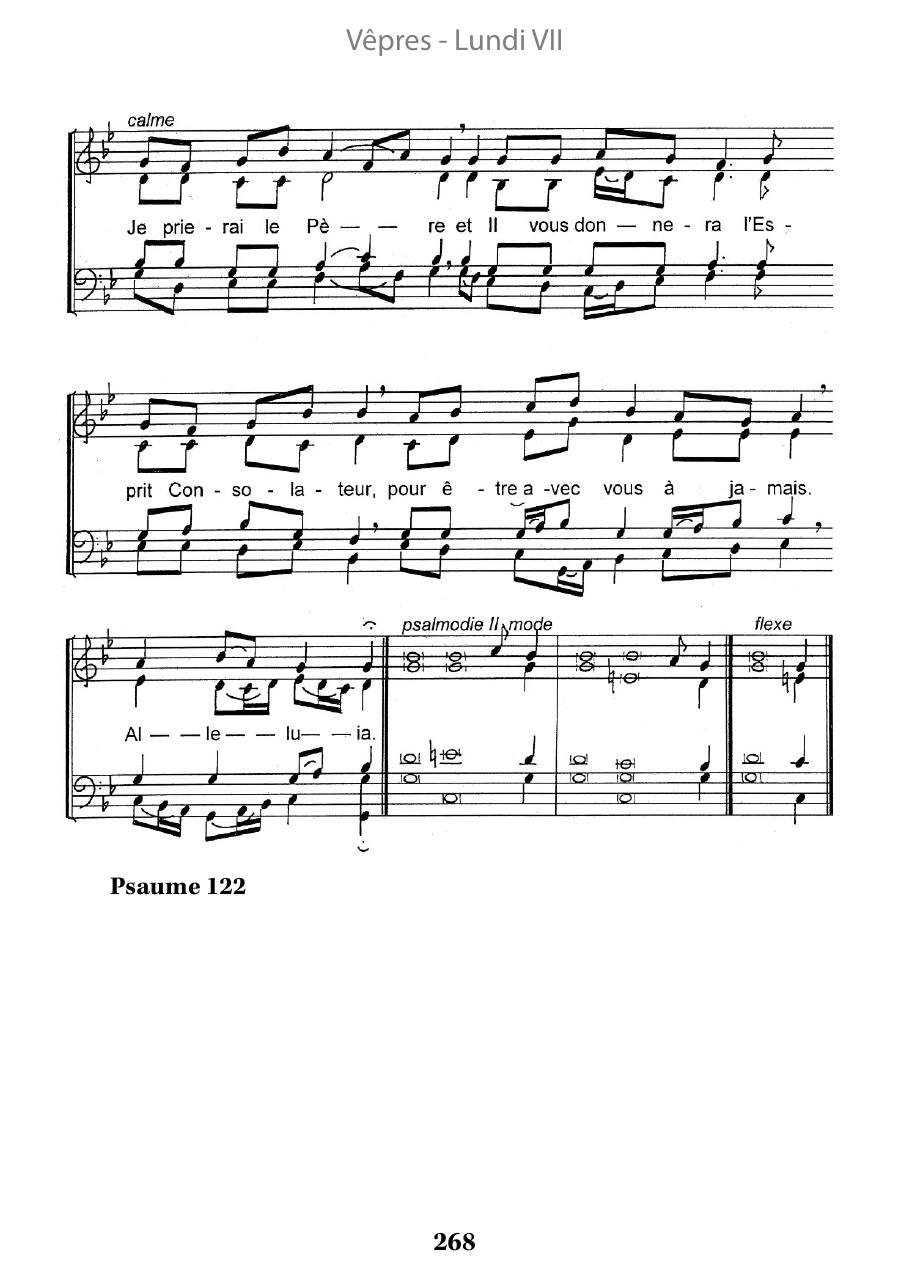 Vêpres - Lundi VII
calme
Je prie - rai le Pè — — re et Il vous don — ne - ra l'Es -
prit Con - so - la - teur, pour ê - tre a - vec vous à ja - mais.
psalmodie II mode flexe
Al — — le — — lu — — ia.
Psaume 122
268